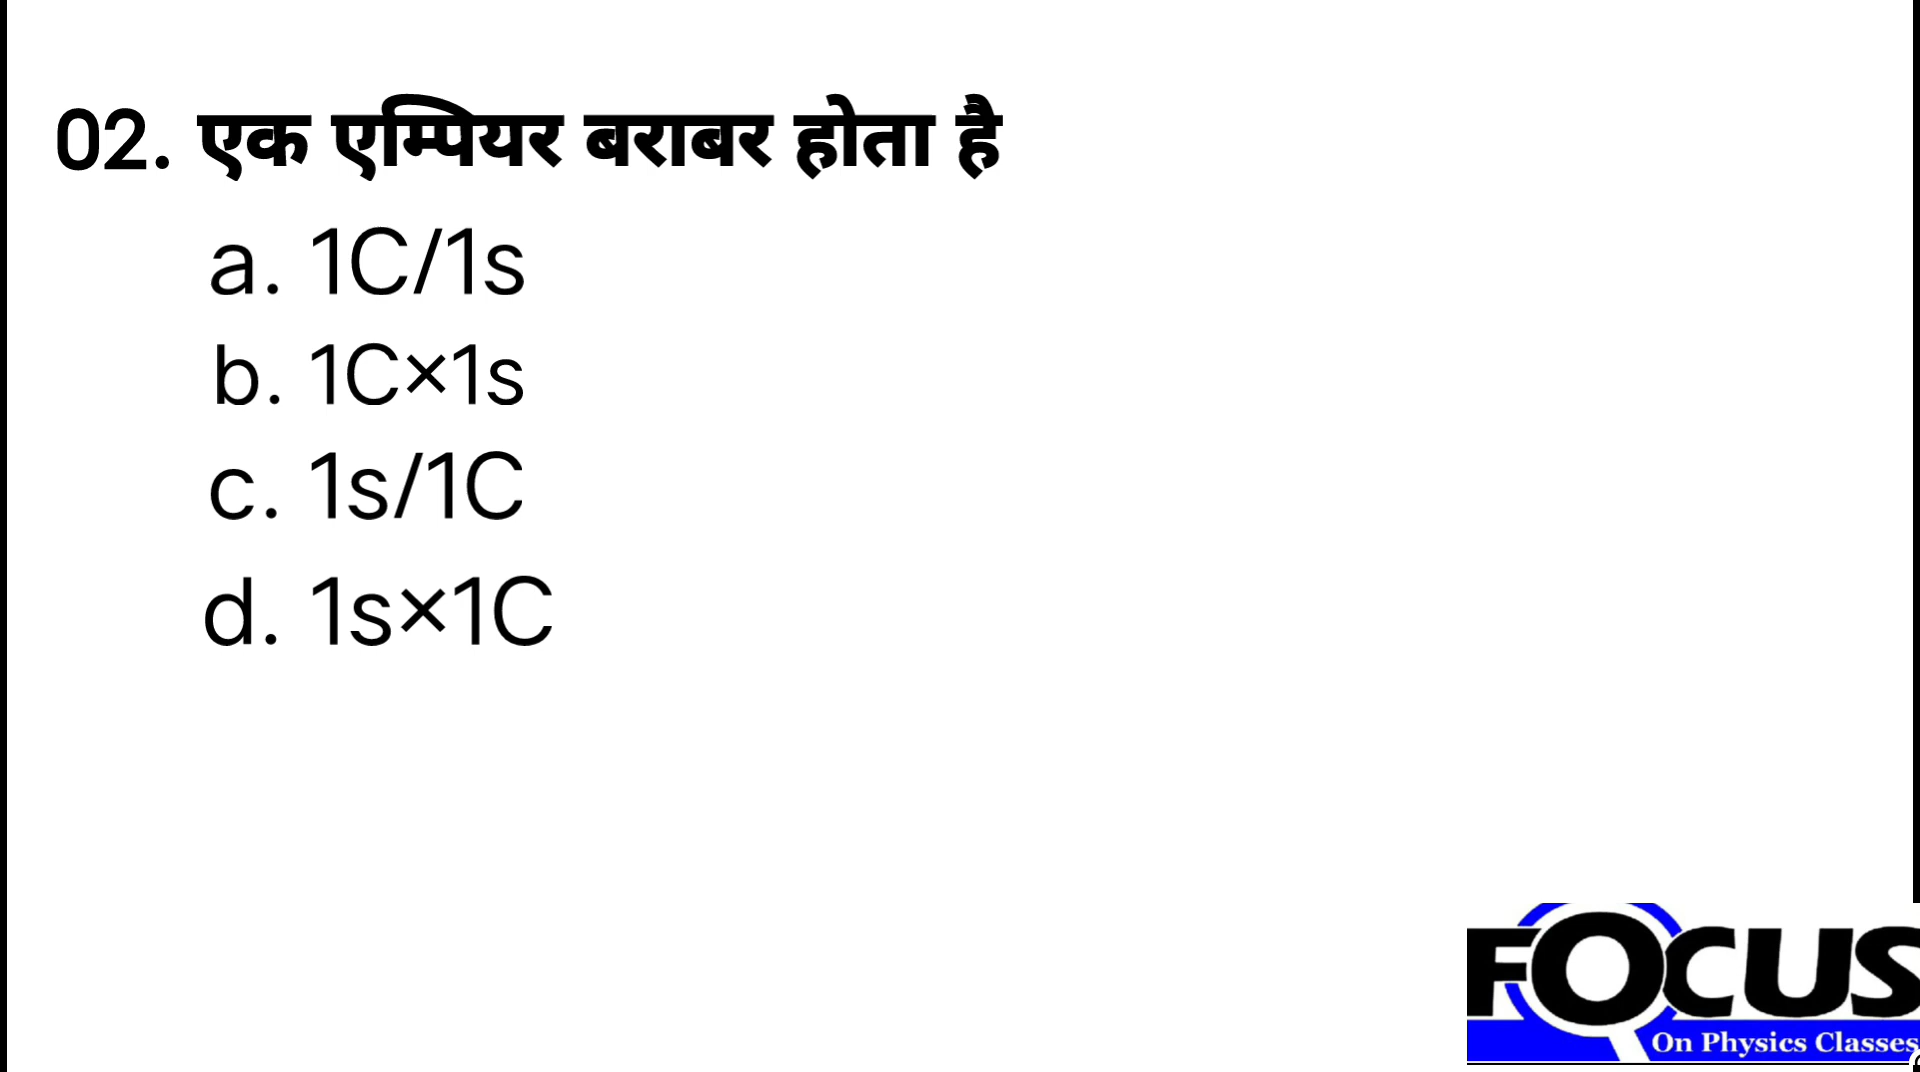 02. एक एम्पियर बराबर होता है
a. 1C/1s
b. 1C×1s
c. 1s/1C
d. 1s×1C
FOCUS
On Physics Classes